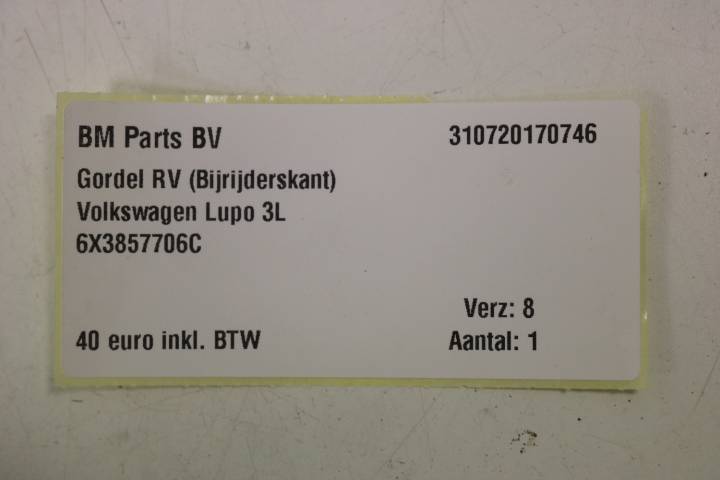 BM Parts BV 310720170746
Gordel RV (Bijrijderskant)
Volkswagen Lupo 3L
6X3857706C
Verz: 8
40 euro inkl. BTW Aantal: 1